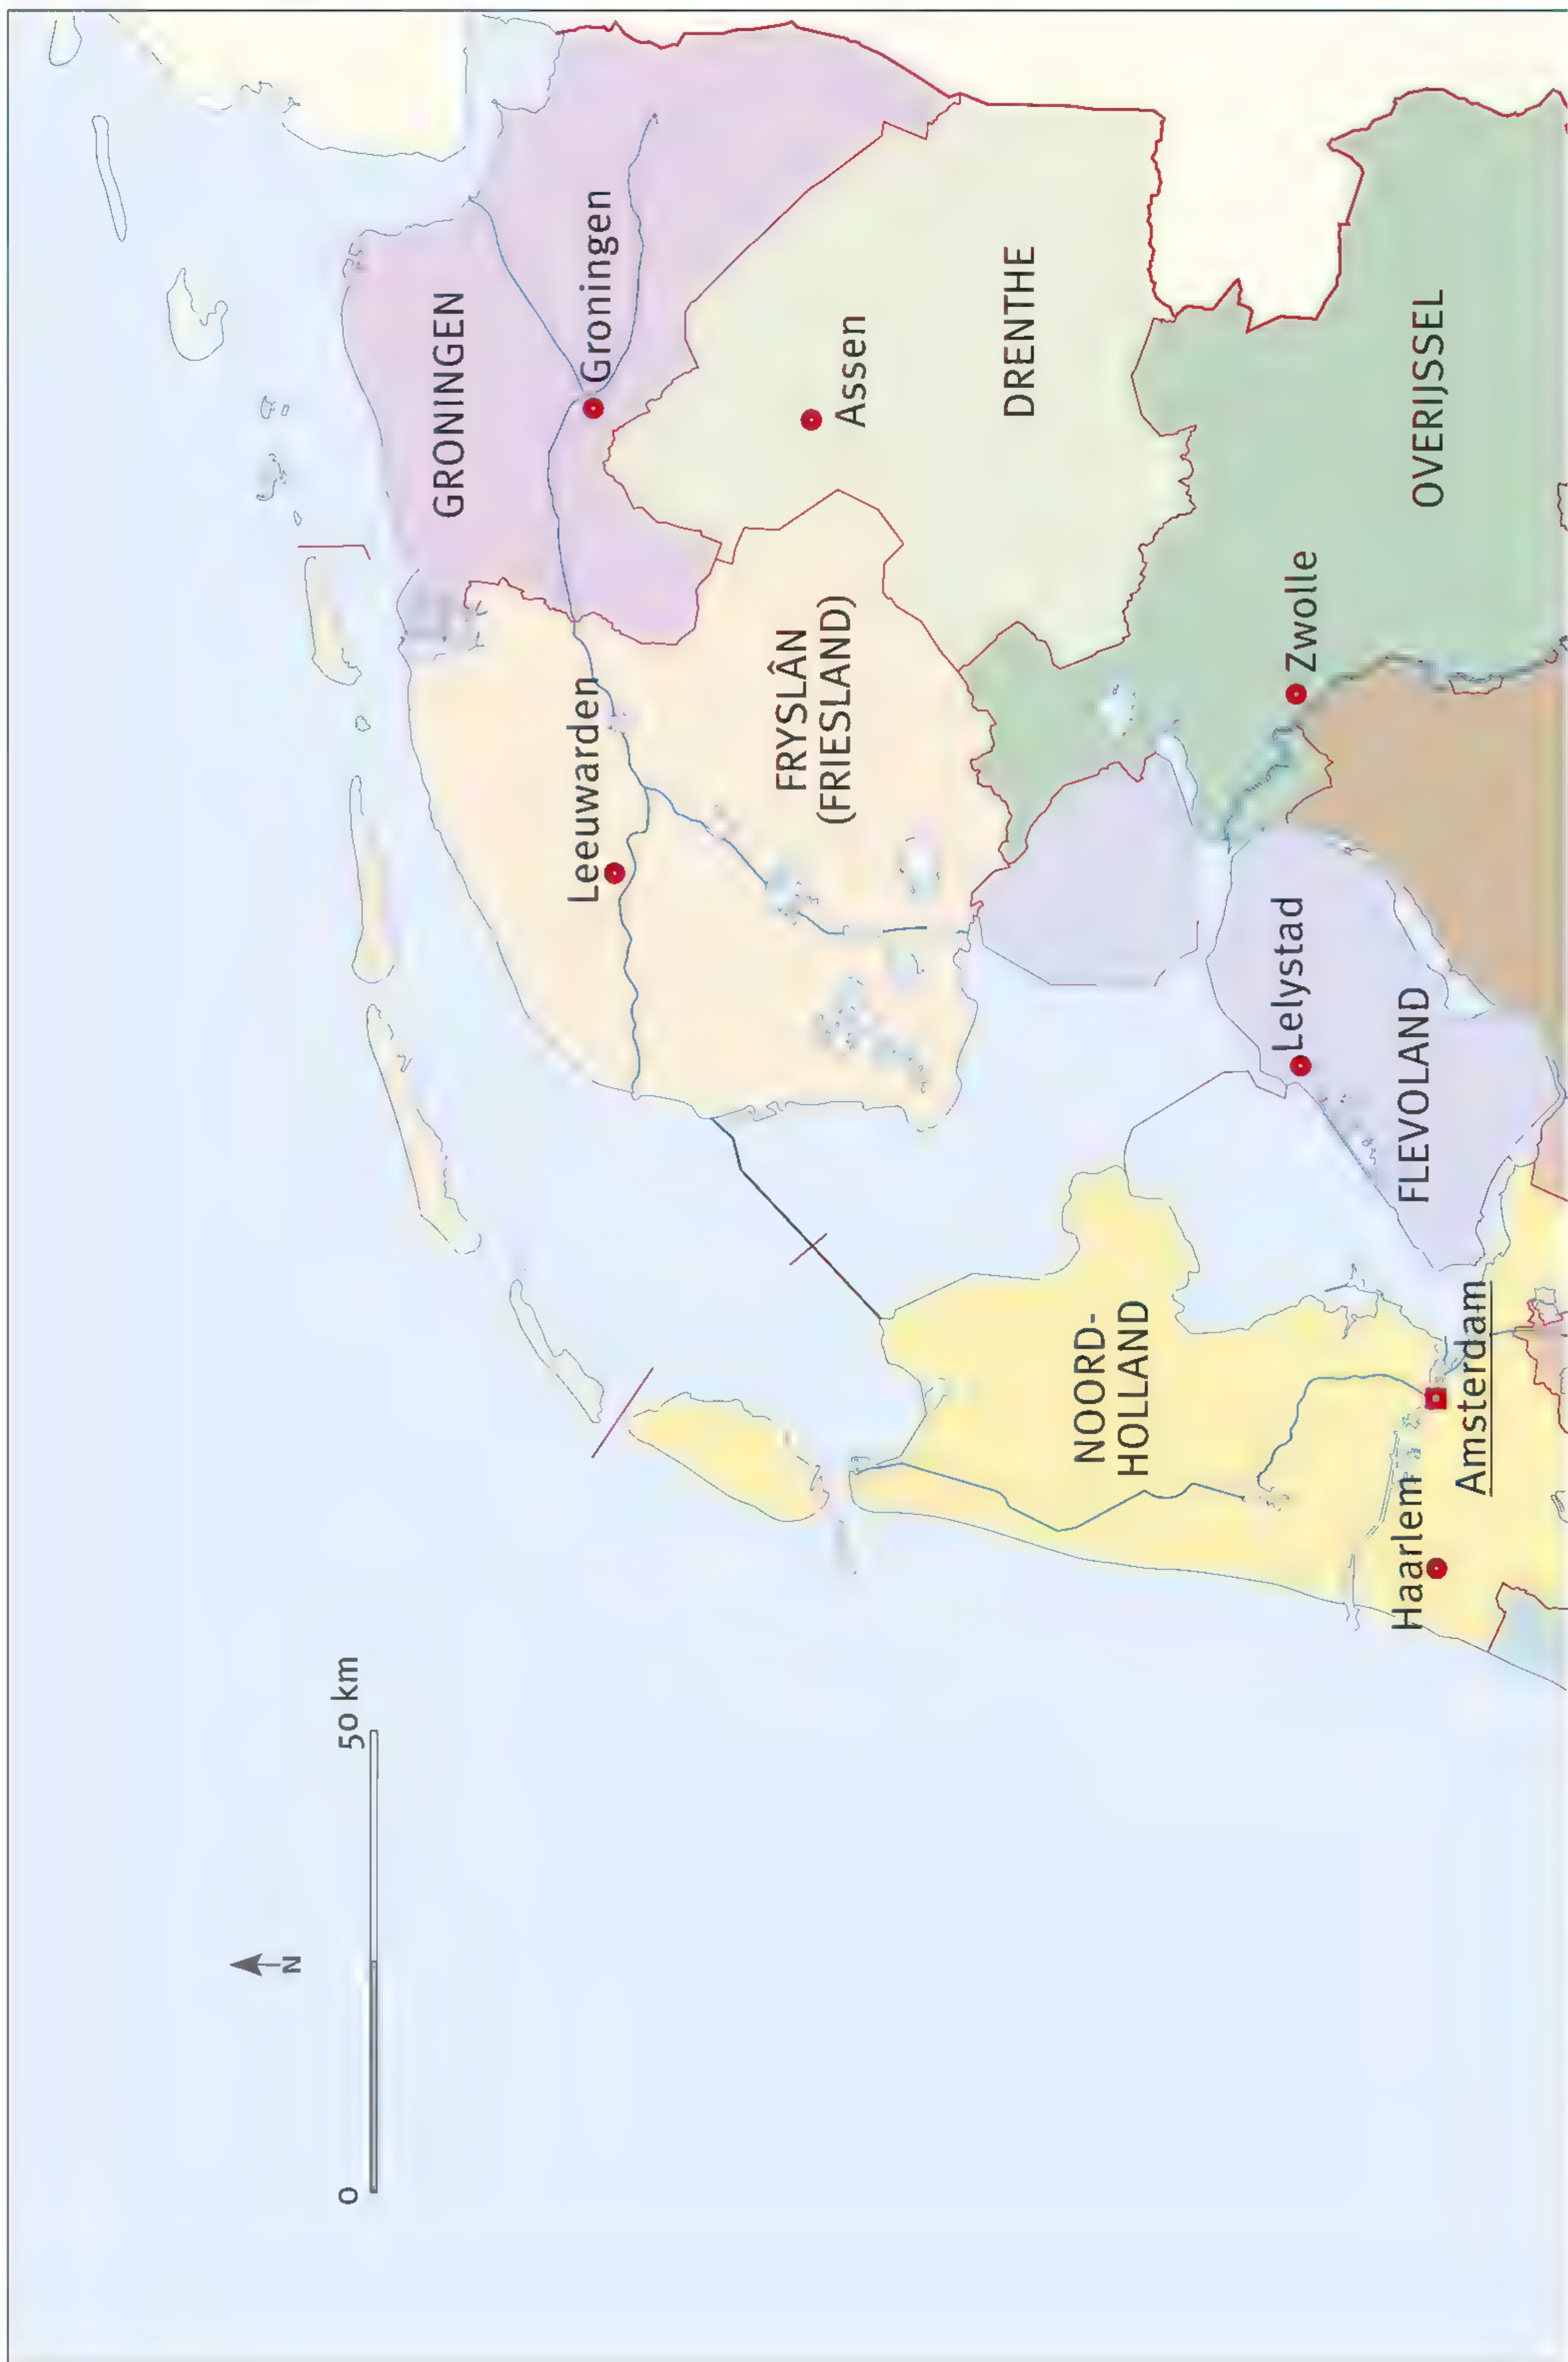 0
50 km
N
GRONINGEN
Groningen
Leeuwarden
Assen
FRYSLÂN
(FRIESLAND)
DRENTHE
NOORD-
HOLLAND
Zwolle
Lelystad
OVERIJSSEL
FLEVOLAND
Haarlem
Amsterdam